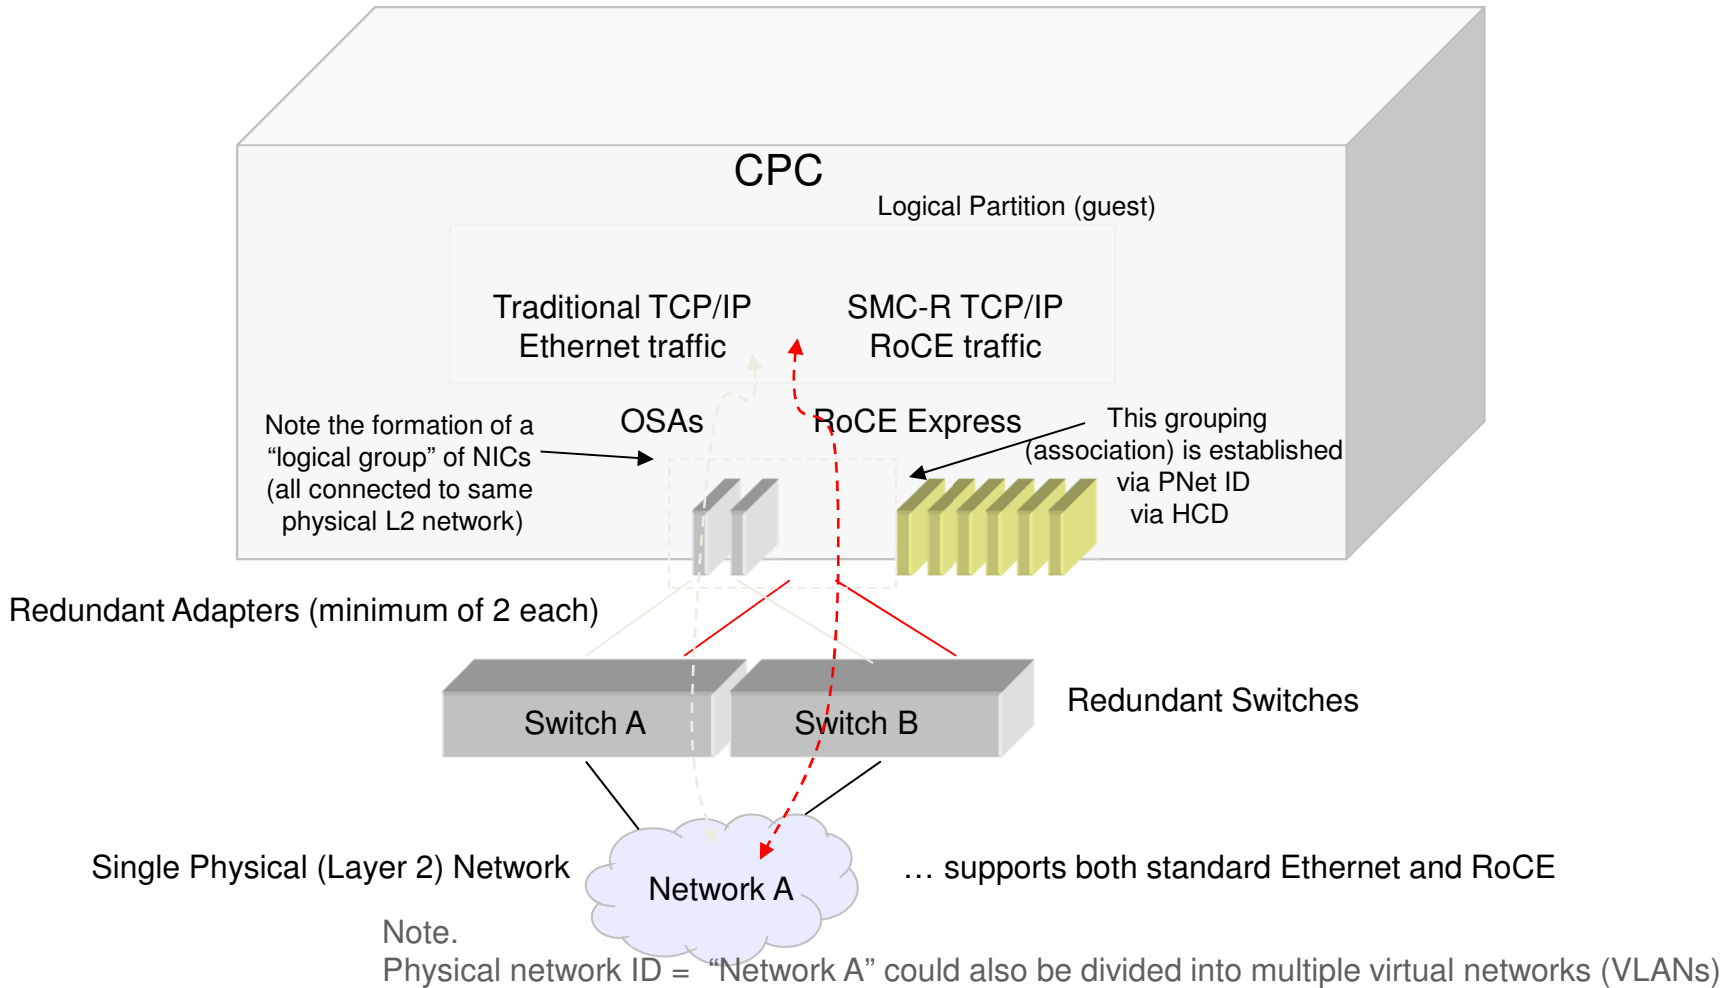 CPC
Logical Partition (guest)
Traditional TCP/IP
Ethernet traffic
SMC-R TCP/IP
RoCE traffic
OSAs
RoCE Express
Note the formation of a
“logical group” of NICs
(all connected to same
physical L2 network)
This grouping
(association) is established
via PNet ID
via HCD
Redundant Adapters (minimum of 2 each)
Switch A
Switch B
Redundant Switches
Single Physical (Layer 2) Network
Network A
… supports both standard Ethernet and RoCE
Note.
Physical network ID = “Network A” could also be divided into multiple virtual networks (VLANs)